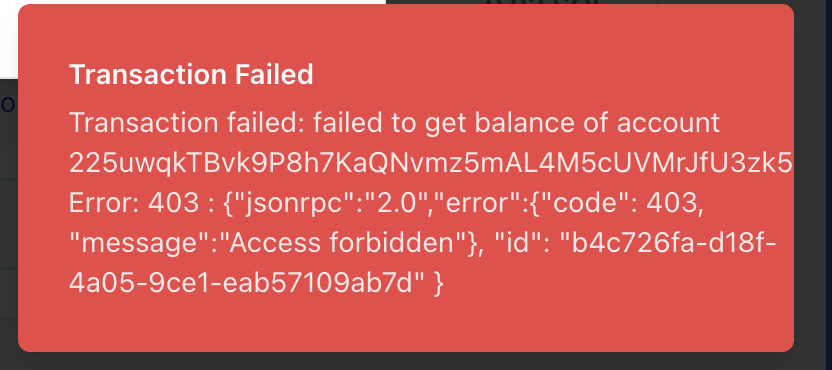 Transaction Failed
Transaction failed: failed to get balance of account
225uwqkTBvk9P8h7KaQNvmz5mAL4M5cUVMrJfU3zk5
Error: 403 : {"jsonrpc":"2.0","error":{"code": 403,
"message":"Access forbidden"}, "id": "b4c726fa-d18f-
4a05-9ce1-eab57109ab7d" }